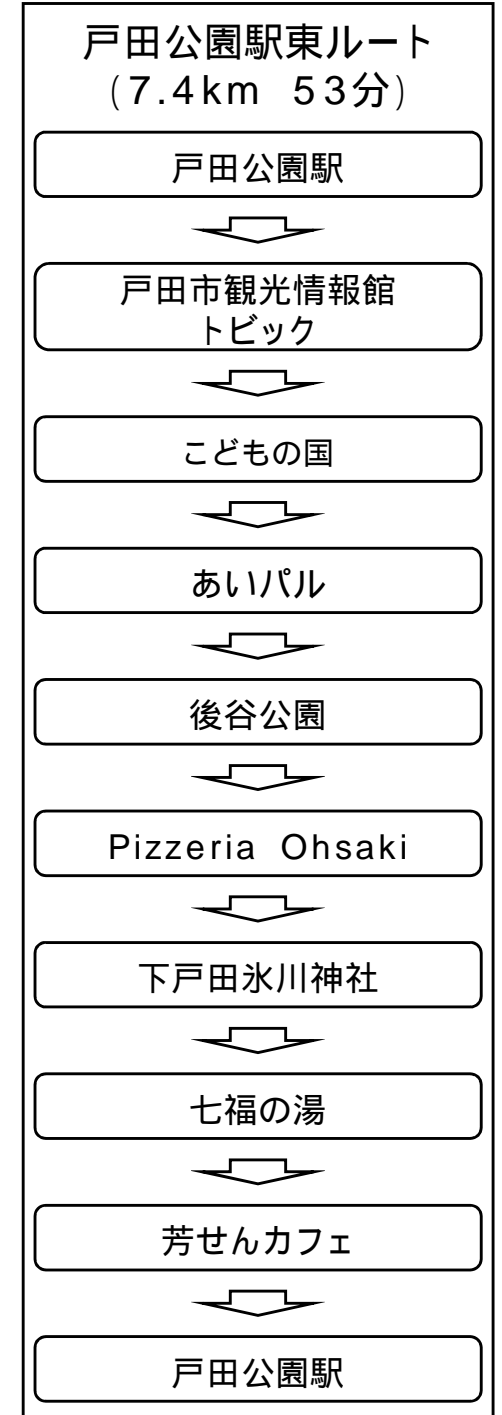 戸田公園駅東ルート
(7.4km 53分)
戸田公園駅
戸田市観光情報館
トビック
こどもの国
あいパル
後谷公園
Pizzeria Ohsaki
下戸田氷川神社
七福の湯
芳せんカフェ
戸田公園駅